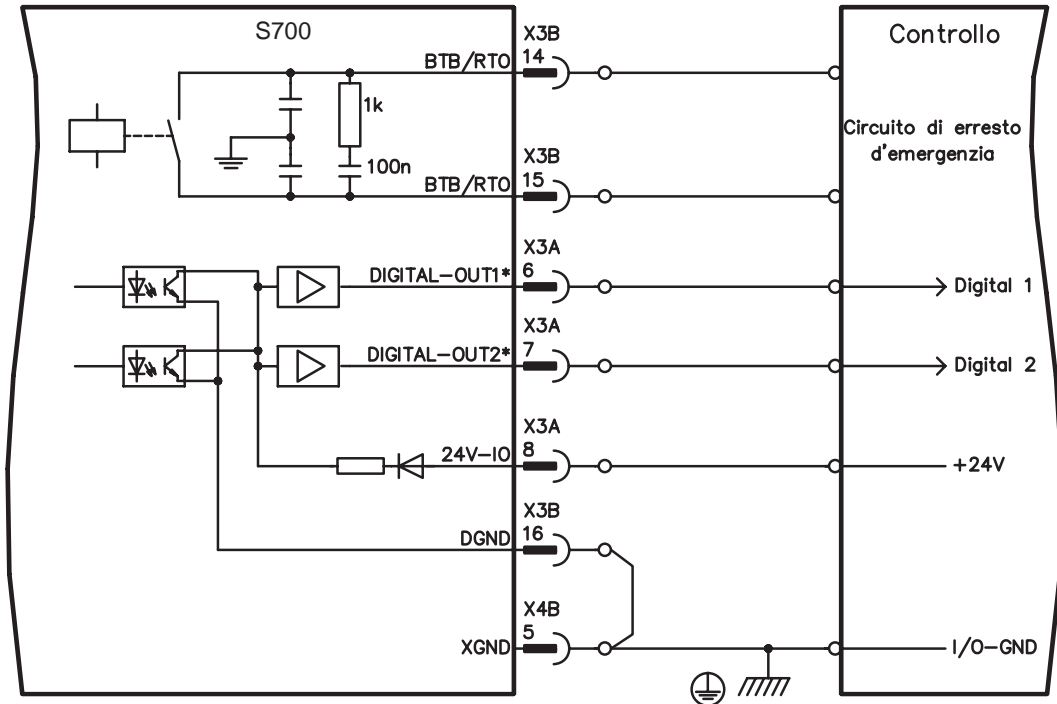 S700
Controllo
X3B
BTB/RTO 14
1k
Circuito di erresto
d'emergenzia
100n
X3B
BTB/RTO 15
X3A
DIGITAL-OUT1* 6
Digital 1
X3A
DIGITAL-OUT2* 7
Digital 2
X3A
24V-IO 8
+24V
X3B
DGND 16
X4B
XGND 5
I/O-GND